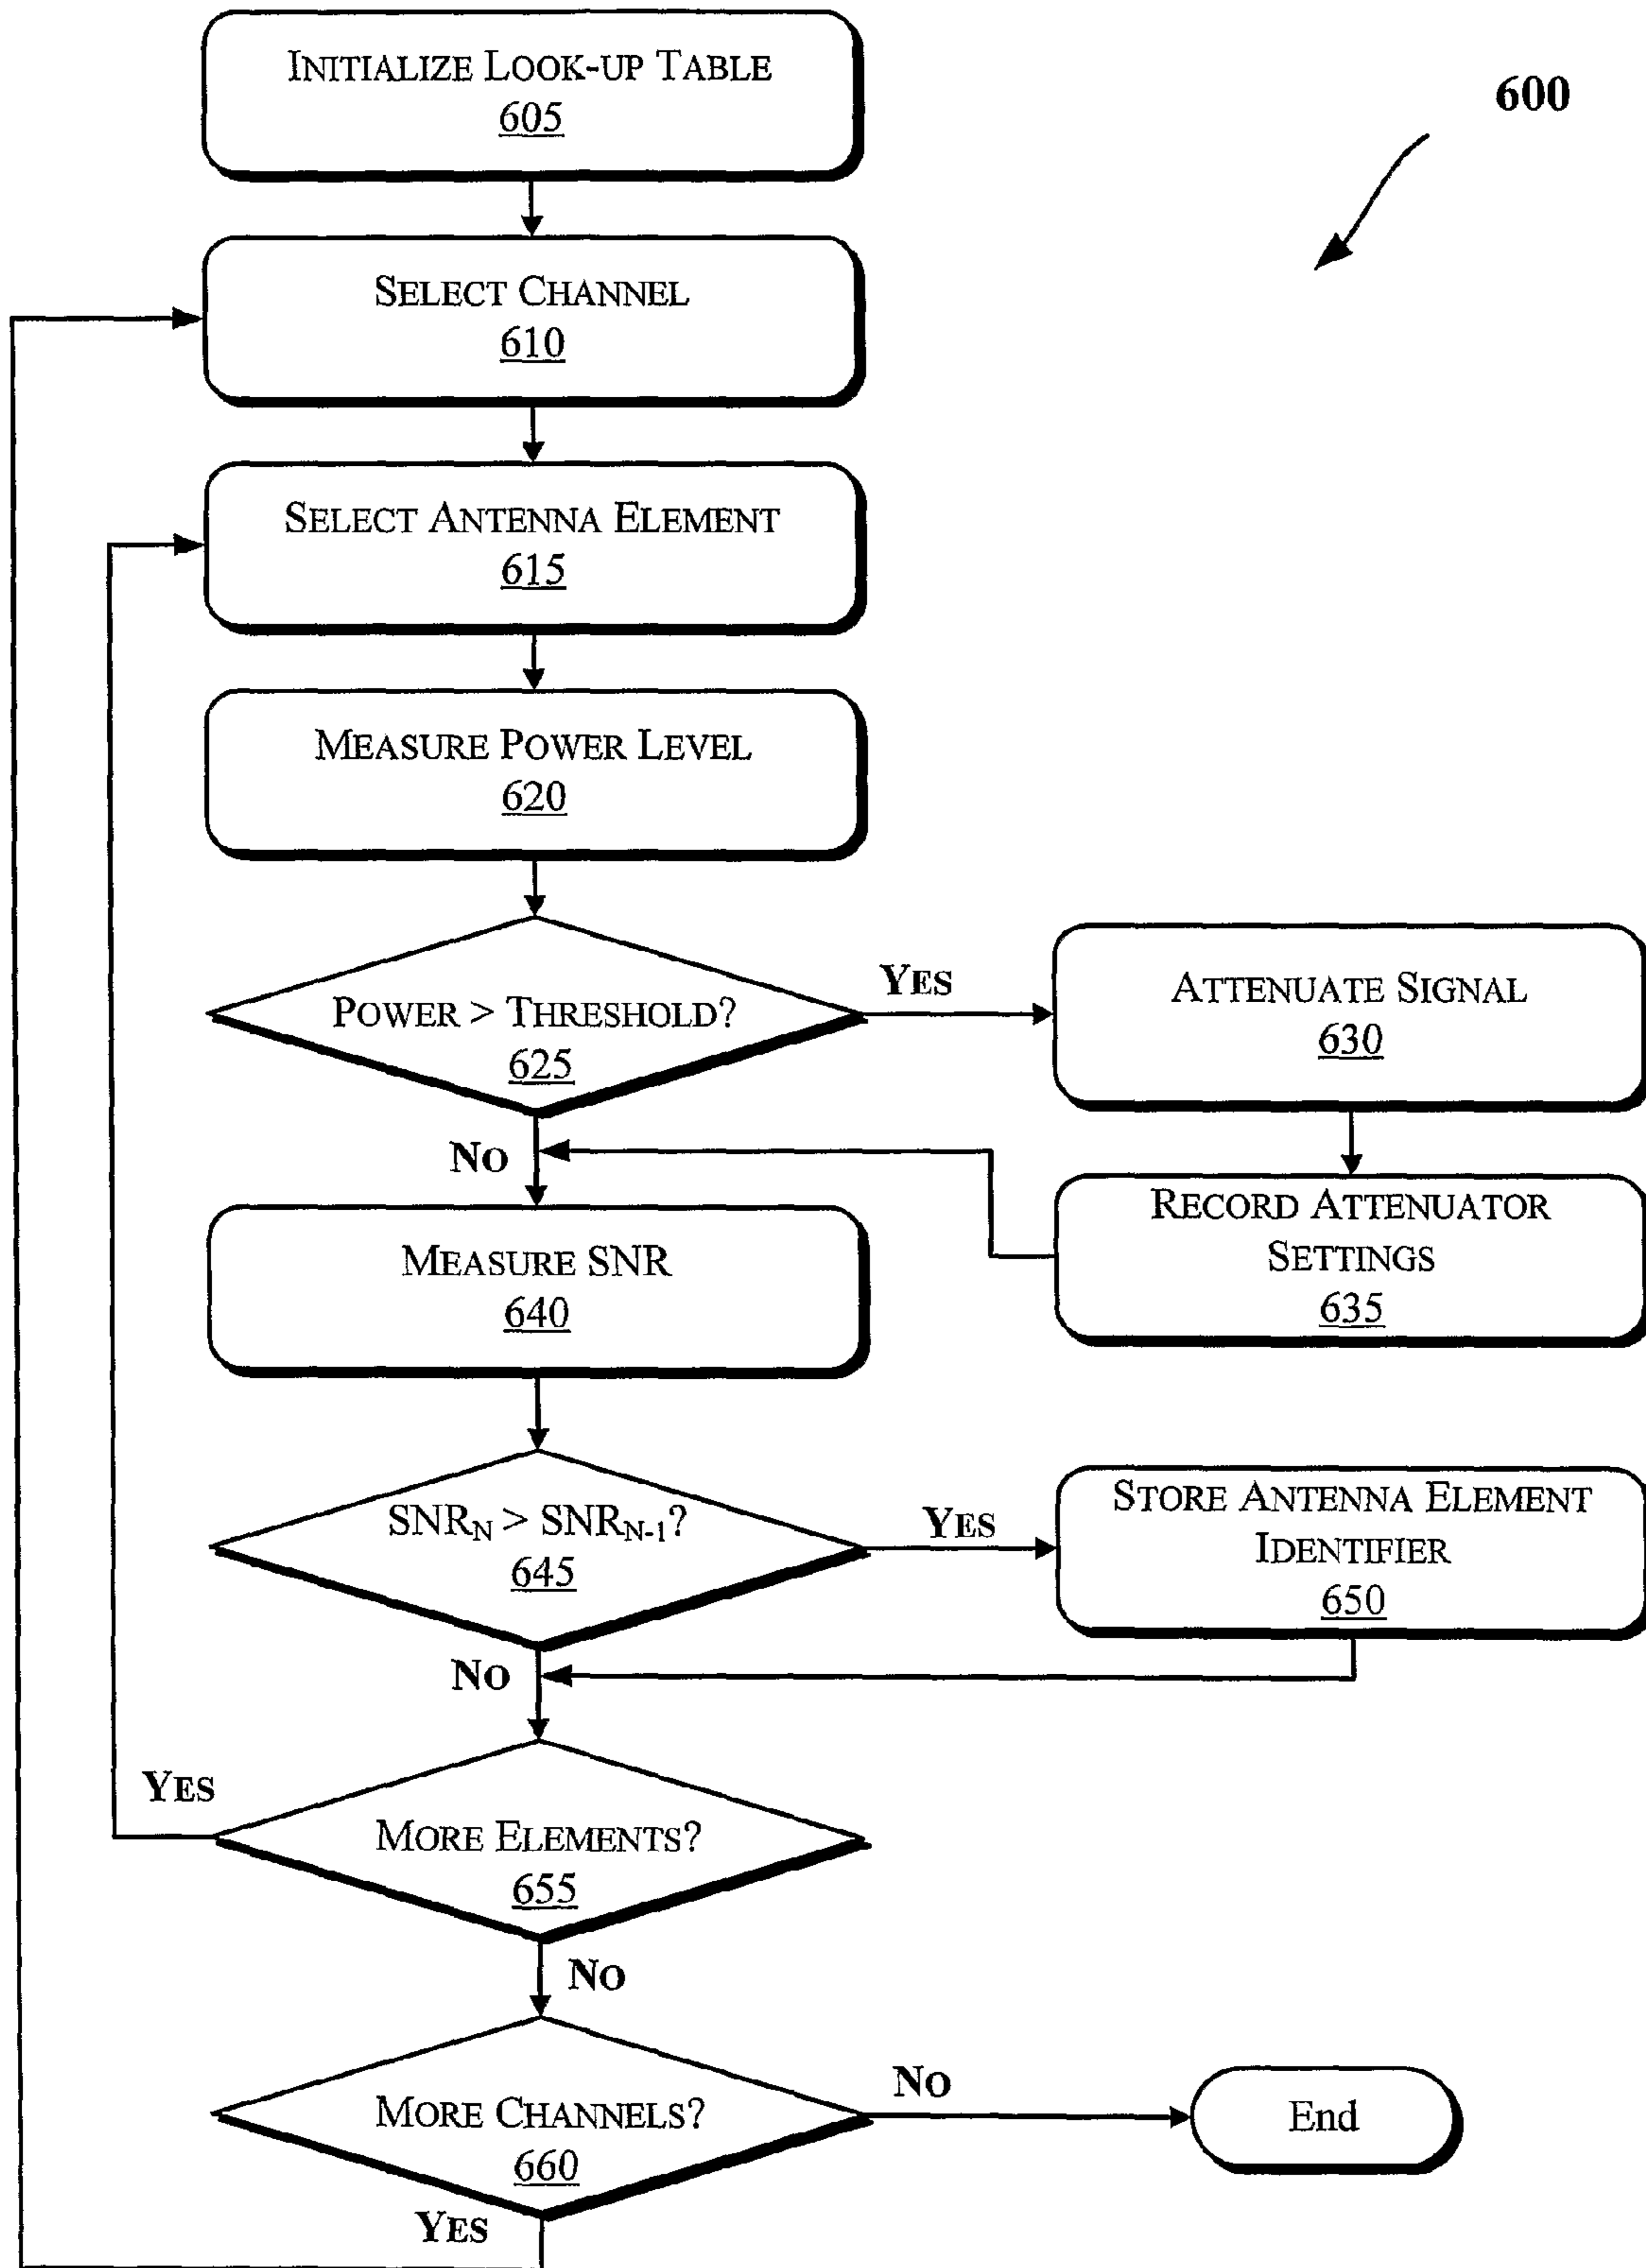 INITIALIZE LOOK-UP TABLE
605
600
SELECT CHANNEL
610
SELECT ANTENNA ELEMENT
615
MEASURE POWER LEVEL
620
POWER > THRESHOLD?
625
YES
ATTENUATE SIGNAL
630
NO
RECORD ATTENUATOR
SETTINGS
635
MEASURE SNR
640
SNR_N > SNR_N-1?
645
YES
STORE ANTENNA ELEMENT
IDENTIFIER
650
NO
YES
MORE ELEMENTS?
655
NO
MORE CHANNELS?
660
NO
End
YES